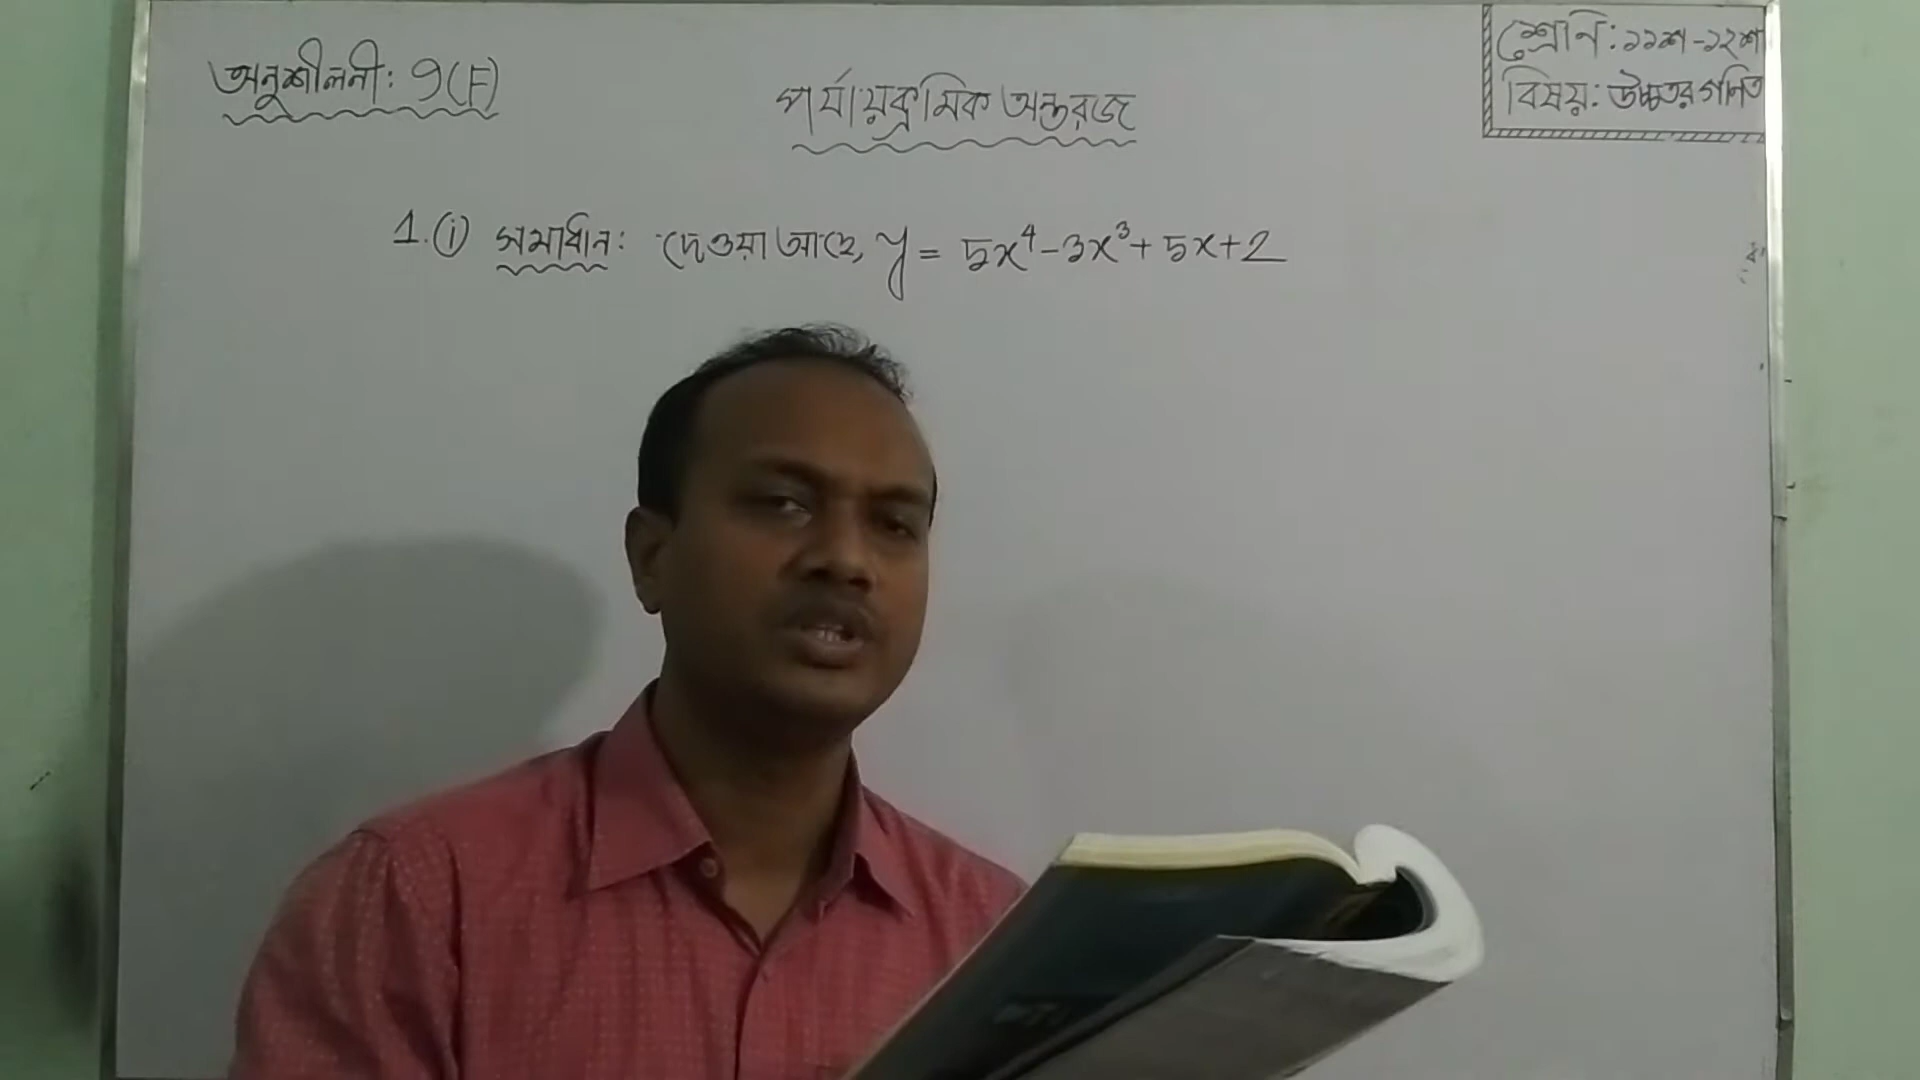 অনুশীলনী: ৭(F)
পর্যায়ক্রমিক অন্তরজ
শ্রেণি: ১১শ-১২শ
বিষয়: উচ্চতর গণিত
1.(i) সমাধান: দেওয়া আছে, y = 5x⁴-3x³+5x+2